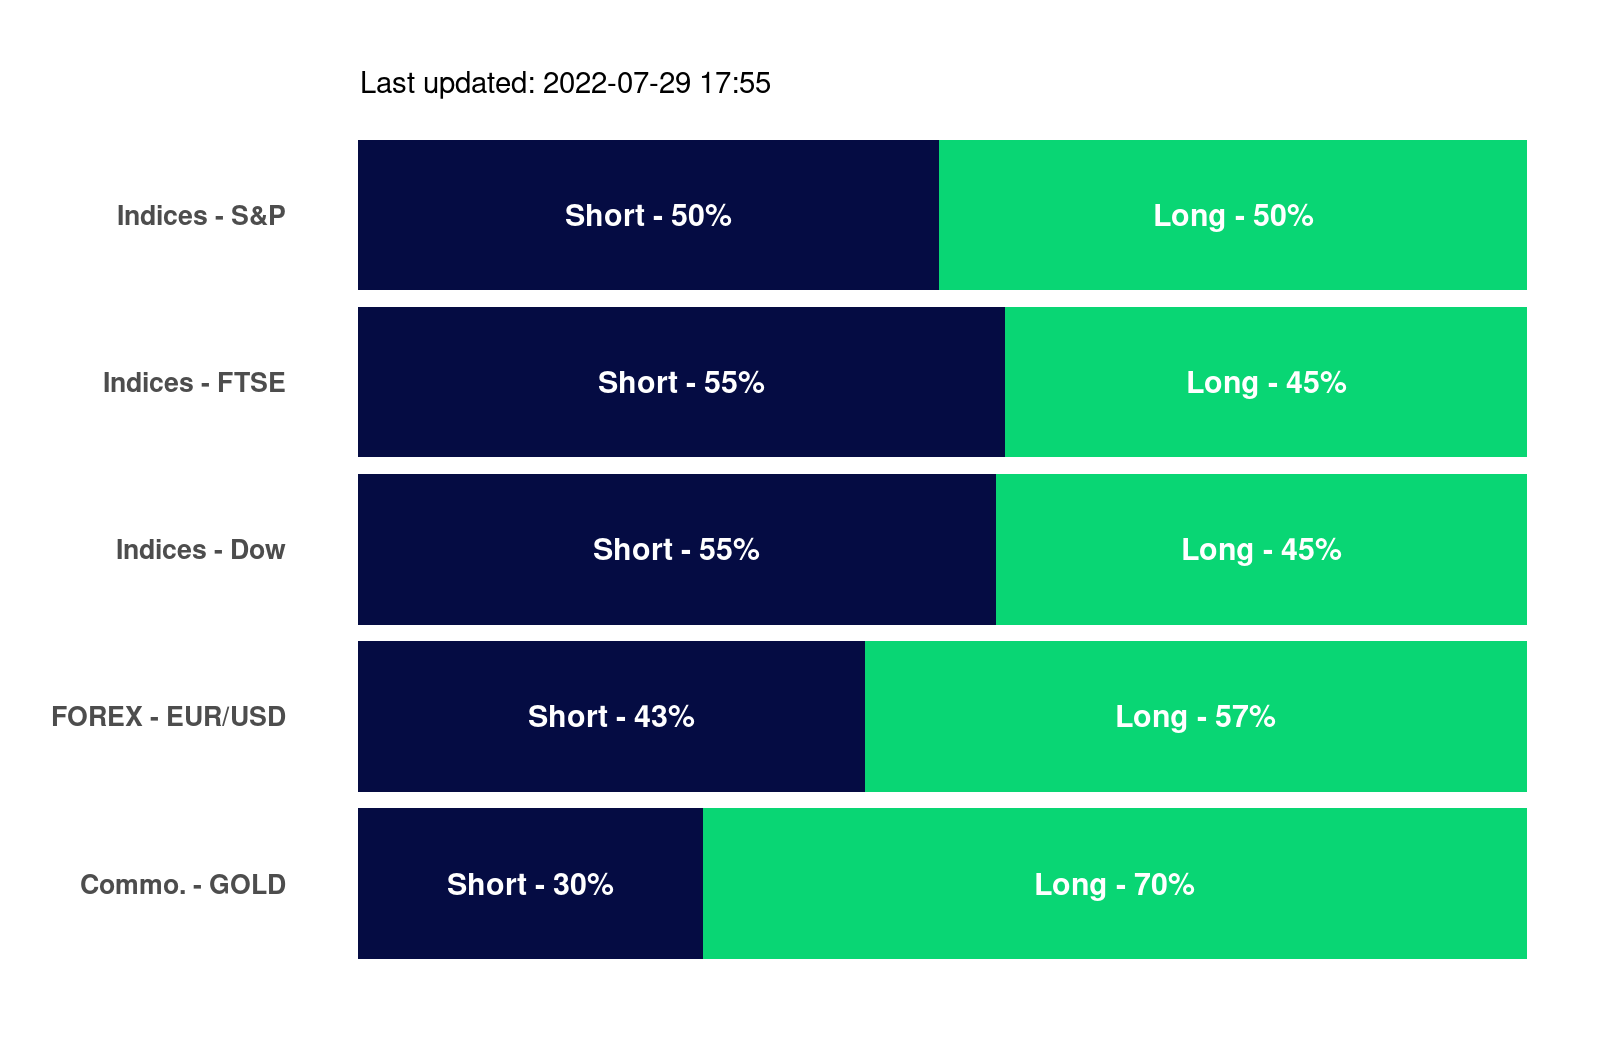 Last updated: 2022-07-29 17:55
Indices - S&P Short - 50% Long - 50%
Indices - FTSE Short - 55% Long - 45%
Indices - Dow Short - 55% Long - 45%
FOREX - EUR/USD Short - 43% Long - 57%
Commo. - GOLD Short - 30% Long - 70%